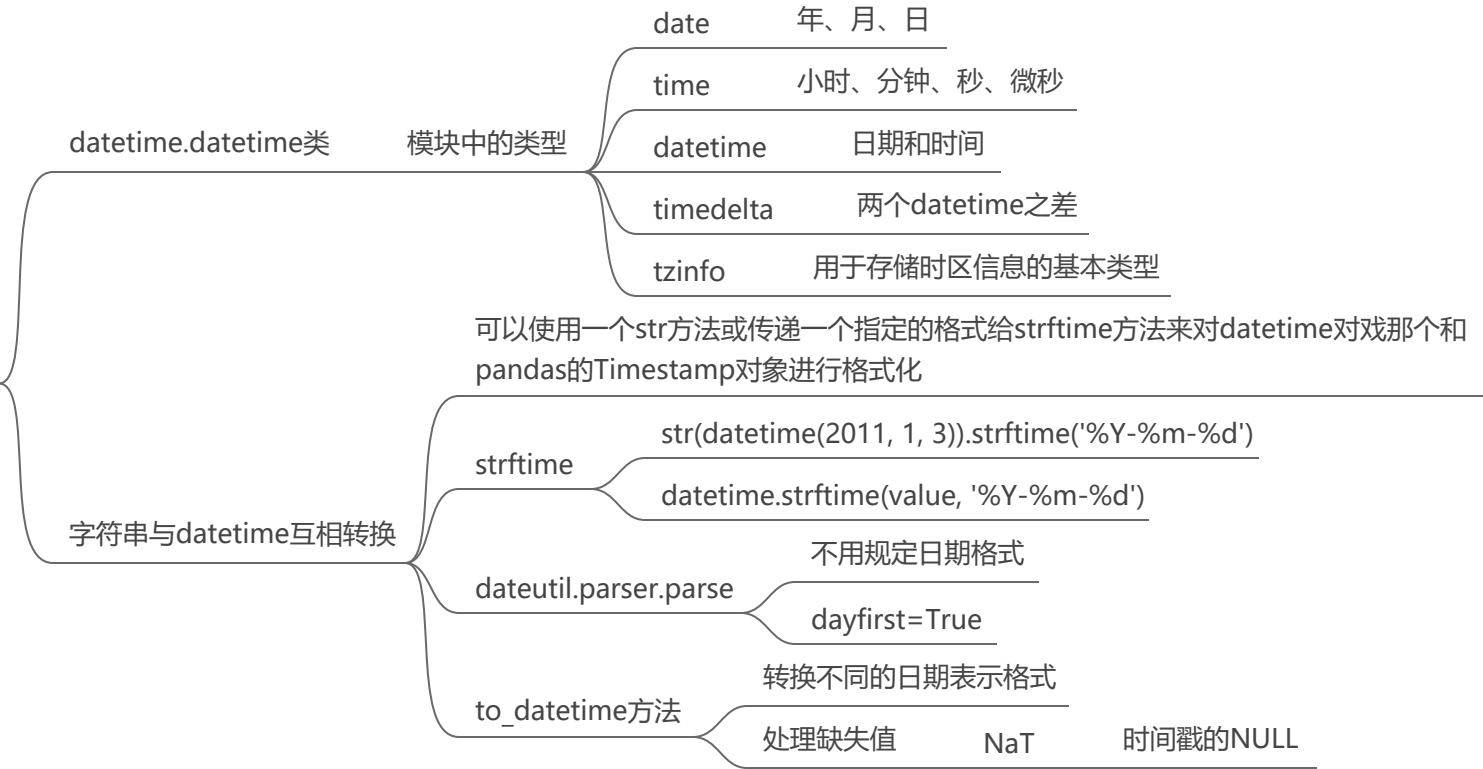 date 年、月、日
time 小时、分钟、秒、微秒
datetime.datetime类 模块中的类型
datetime 日期和时间
timedelta 两个datetime之差
tzinfo 用于存储时区信息的基本类型
可以使用一个str方法或传递一个指定的格式给strftime方法来对datetime对戏那个和
pandas的Timestamp对象进行格式化
字符串与datetime互相转换
strftime
str(datetime(2011, 1, 3)).strftime('%Y-%m-%d')
datetime.strftime(value, '%Y-%m-%d')
dateutil.parser.parse
不用规定日期格式
dayfirst=True
to_datetime方法
转换不同的日期表示格式
处理缺失值 NaT 时间戳的NULL